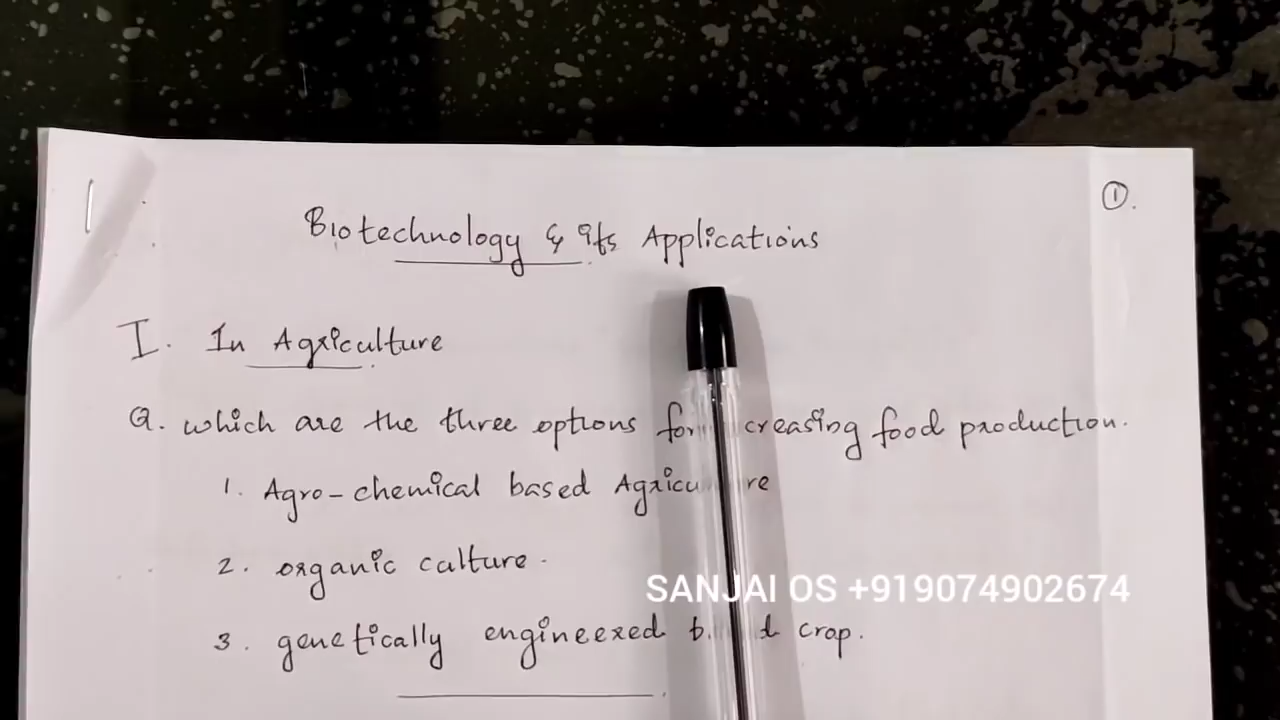 ①.
Biotechnology & its Applications
I. In Agriculture
Q. which are the three options for creasing food production.
1. Agro-chemical based Agricu re
2. organic culture.
SANJAI OS +919074902674
3. genetically engineered crop.